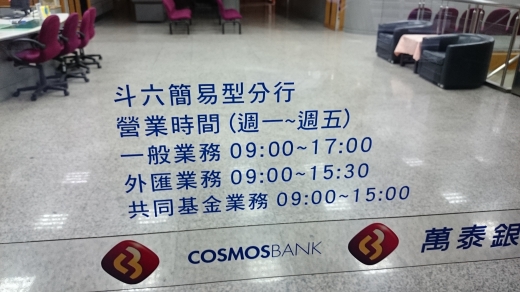 斗六簡易型分行
營業時間 (週一~週五)
一般業務 09:00~17:00
外匯業務 09:00~15:30
共同基金業務 09:00~15:00
COSMOSBANK 萬泰銀